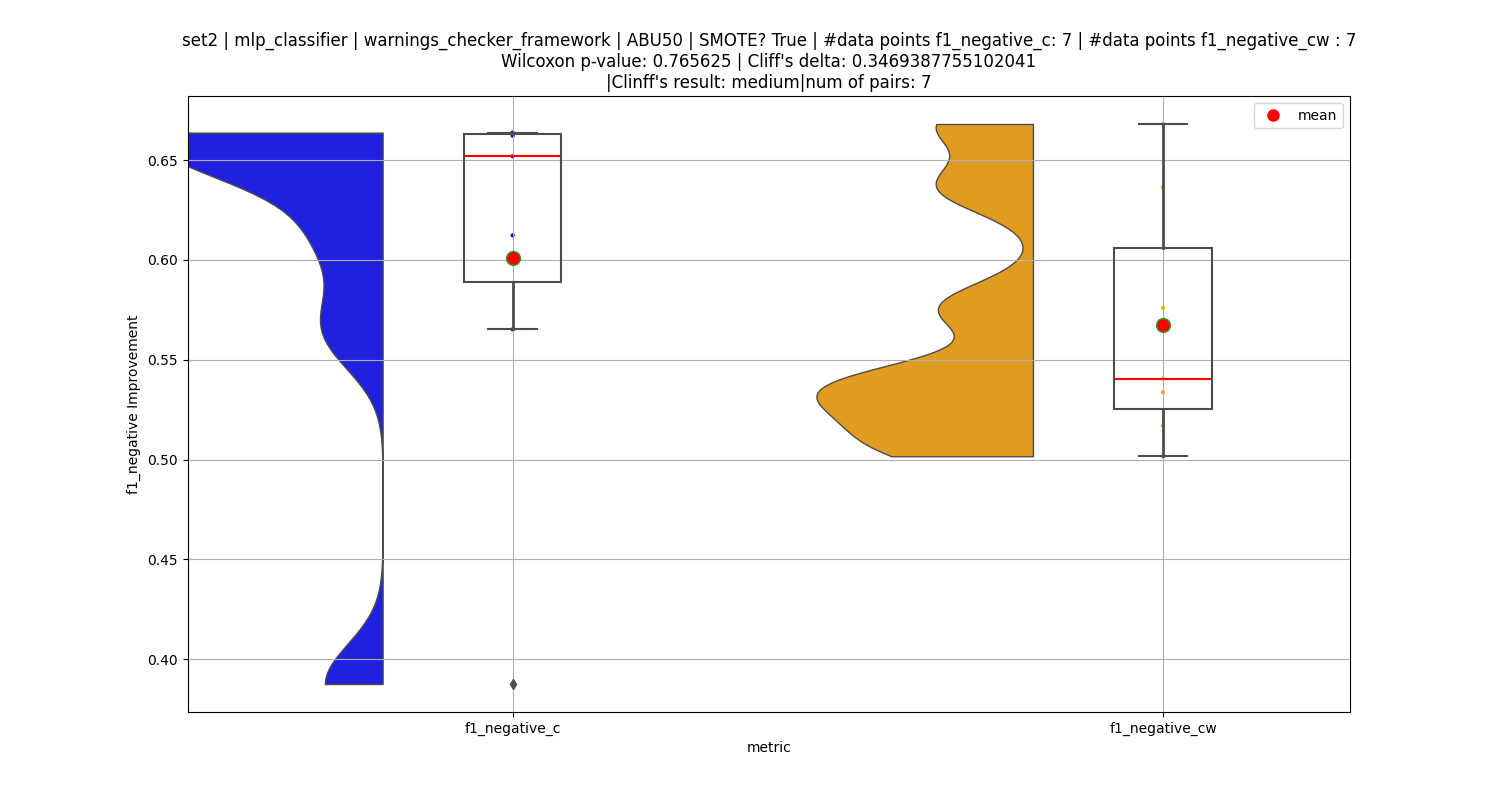 set2 | mlp_classifier | warnings_checker_framework | ABU50 | SMOTE? True | #data points f1_negative_c: 7 | #data points f1_negative_cw : 7
Wilcoxon p-value: 0.765625 | Cliff's delta: 0.3469387755102041
|Clinff's result: medium|num of pairs: 7
mean
0.65
0.60
0.55
0.50
0.45
0.40
f1_negative Improvement
f1_negative_c
f1_negative_cw
metric